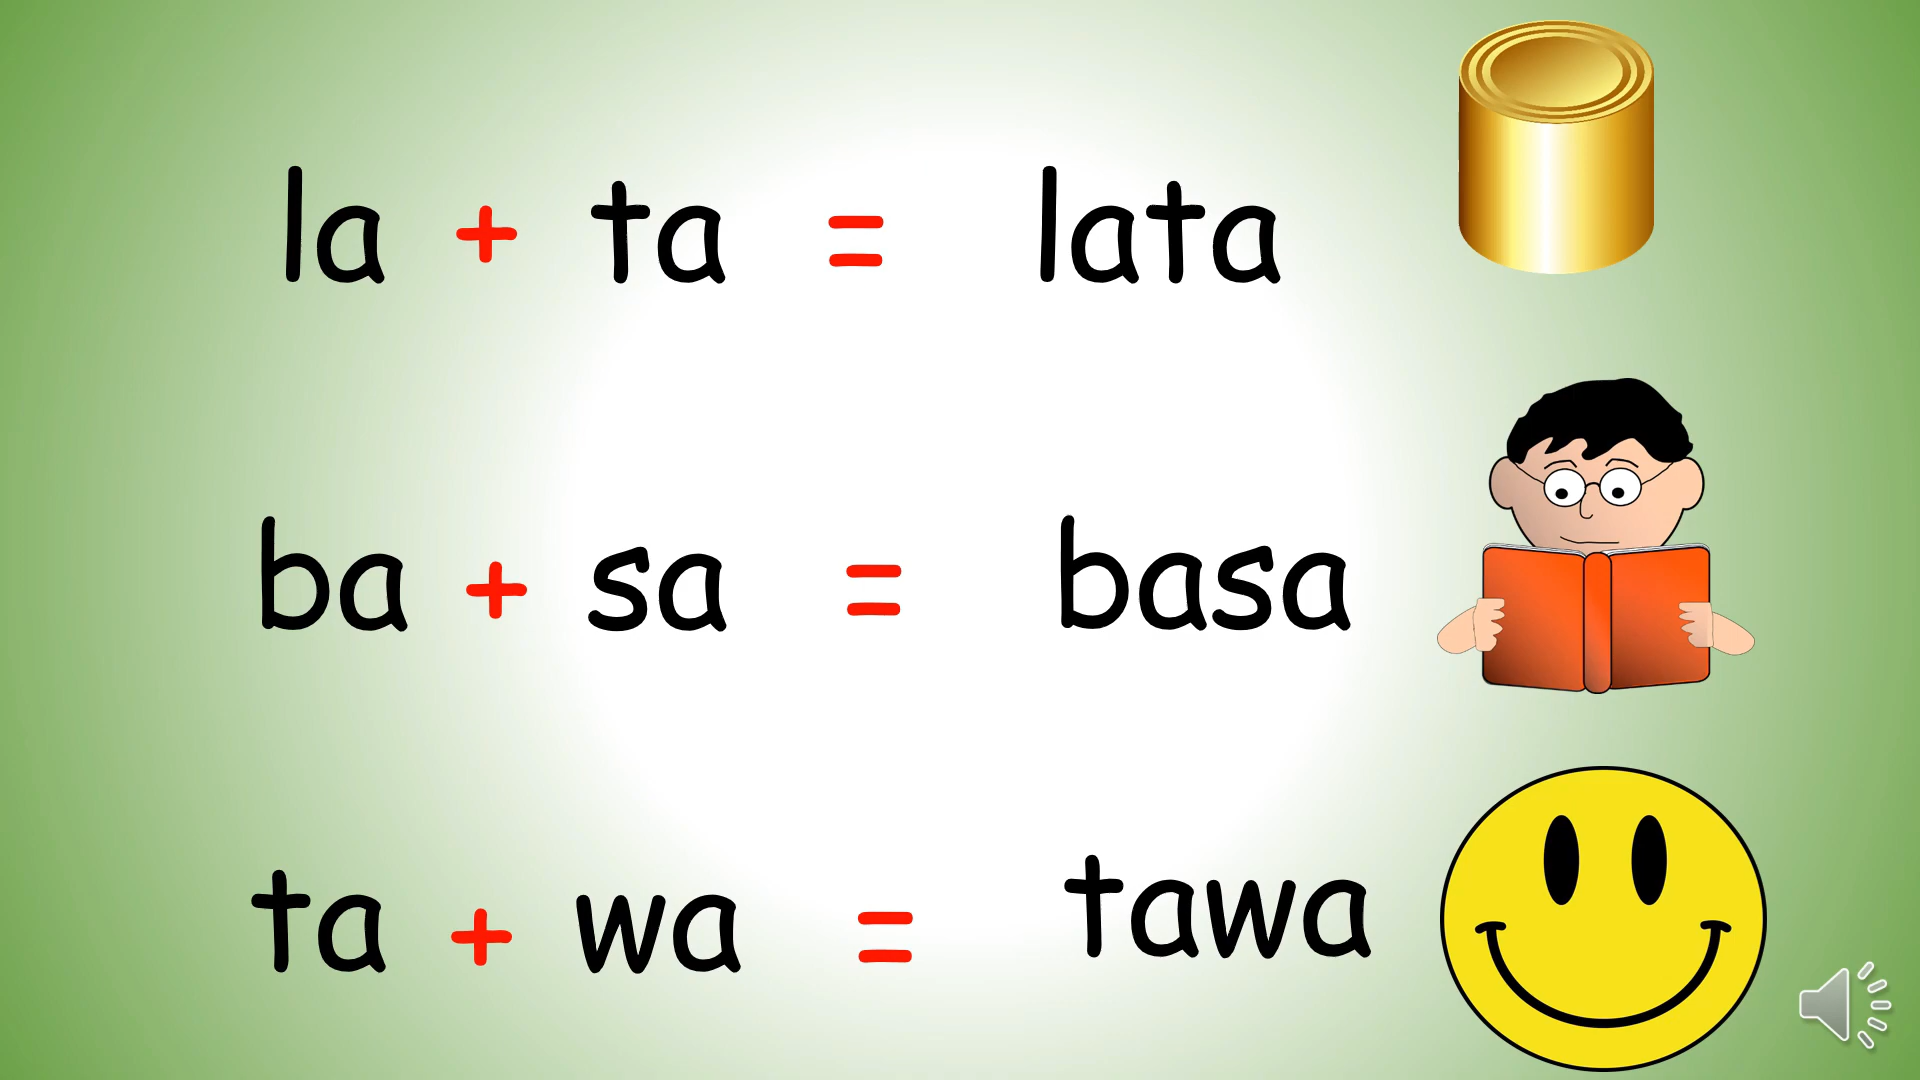 la + ta = lata
ba + sa = basa
ta + wa = tawa